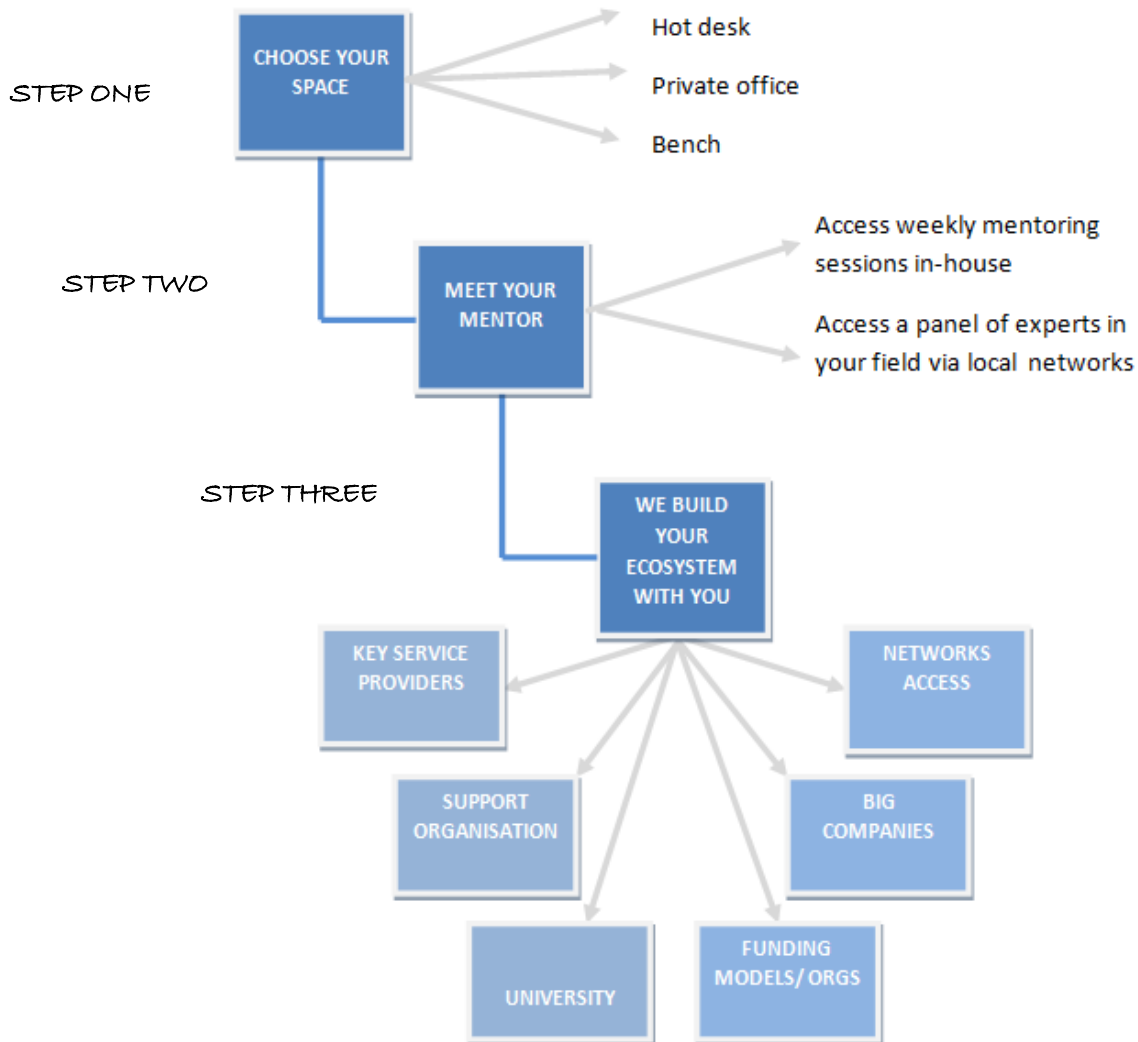 STEP ONE
CHOOSE YOUR
SPACE
Hot desk
Private office
Bench
STEP TWO
MEET YOUR
MENTOR
Access weekly mentoring
sessions in-house
Access a panel of experts in
your field via local networks
STEP THREE
WE BUILD
YOUR
ECOSYSTEM
WITH YOU
KEY SERVICE
PROVIDERS
NETWORKS
ACCESS
SUPPORT
ORGANISATION
BIG
COMPANIES
UNIVERSITY
FUNDING
MODELS/ ORGS